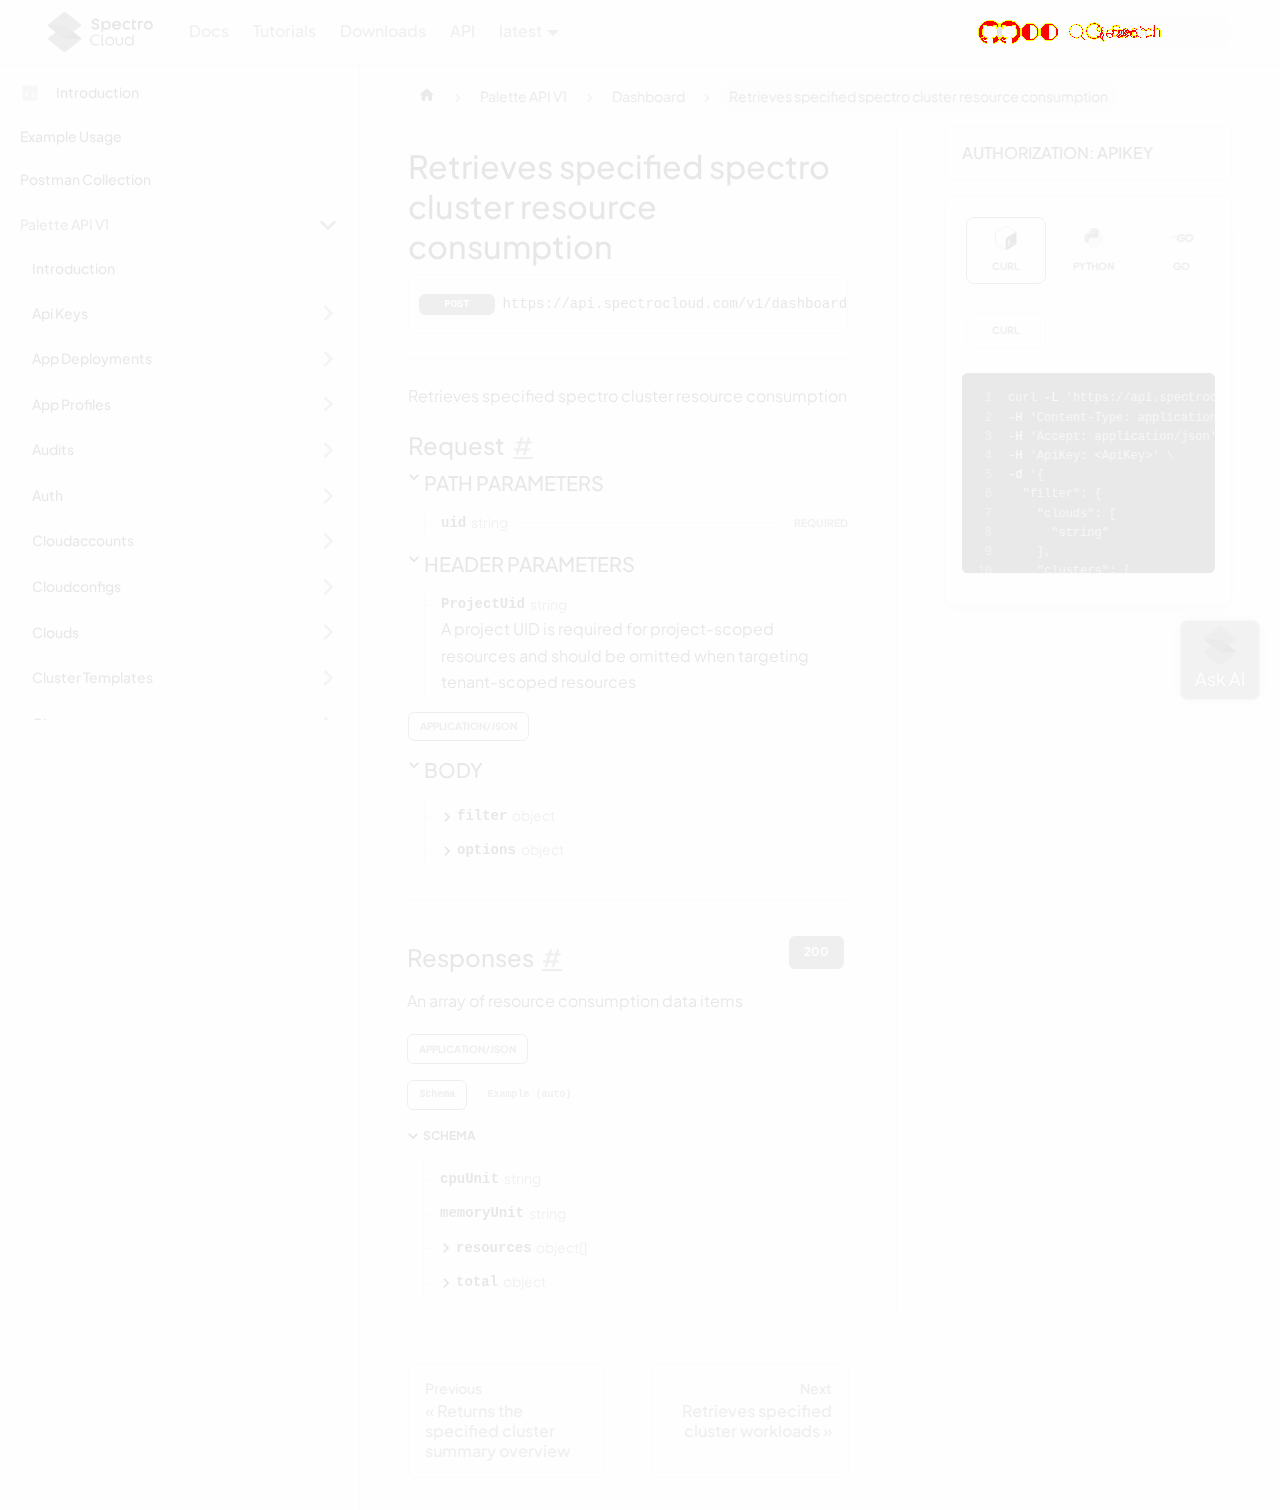 Spectro
Cloud
Docs Tutorials Downloads API latest
Introduction
Example Usage
Postman Collection
Palette API V1
Introduction
Api Keys
App Deployments
App Profiles
Audits
Auth
Cloudaccounts
Cloudconfigs
Clouds
Cluster Templates
Palette API V1 Dashboard Retrieves specified spectro cluster resource consumption
Retrieves specified spectro
cluster resource
consumption
POST https://api.spectrocloud.com/v1/dashboard
Retrieves specified spectro cluster resource consumption
Request #
PATH PARAMETERS
uid string REQUIRED
HEADER PARAMETERS
ProjectUid string
A project UID is required for project-scoped
resources and should be omitted when targeting
tenant-scoped resources
APPLICATION/JSON
BODY
filter object
options object
Responses #
200
An array of resource consumption data items
APPLICATION/JSON
Schema Example (auto)
SCHEMA
cpuUnit string
memoryUnit string
resources object[]
total object
Previous
« Returns the
specified cluster
summary overview
Next
Retrieves specified
cluster workloads »
AUTHORIZATION: APIKEY
CURL PYTHON GO
CURL
1 curl -L 'https://api.spectroc
2 -H 'Content-Type: application
3 -H 'Accept: application/json'
4 -H 'ApiKey: <ApiKey>' \
5 -d '{
6 "filter": {
7 "clouds": [
8 "string"
9 ],
10 "clusters": [
Ask AI